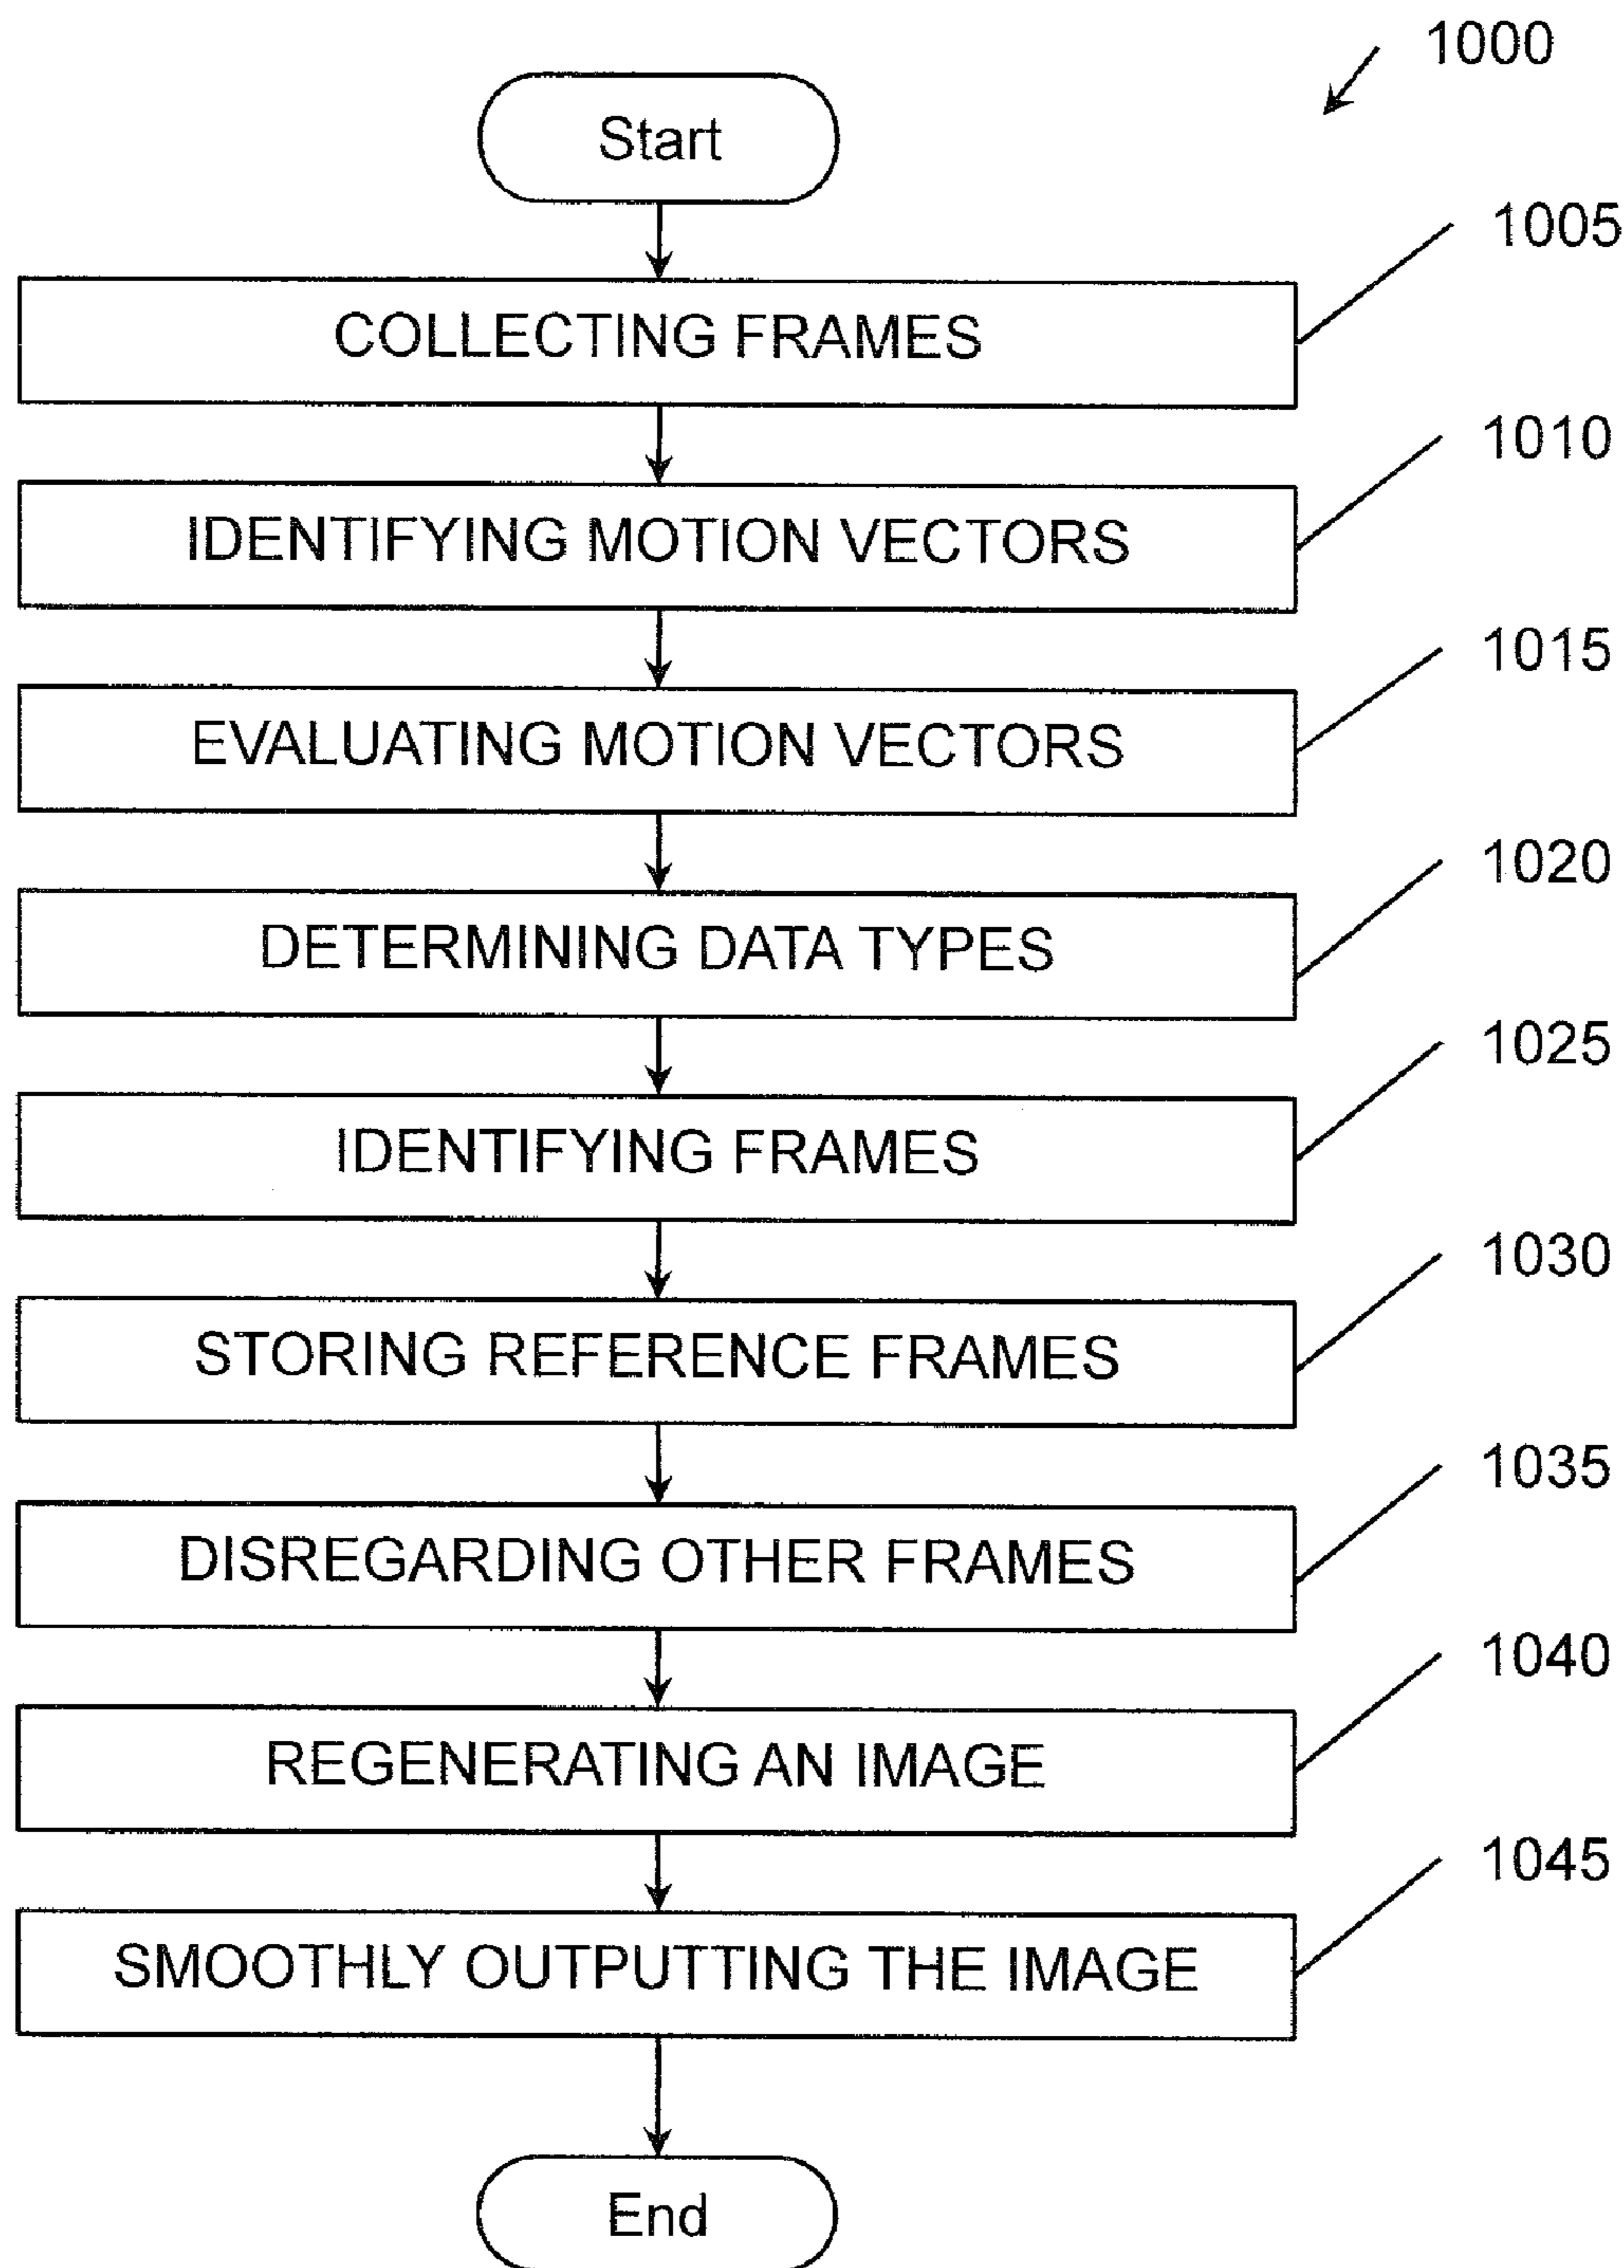 1000
Start
1005
COLLECTING FRAMES
1010
IDENTIFYING MOTION VECTORS
1015
EVALUATING MOTION VECTORS
1020
DETERMINING DATA TYPES
1025
IDENTIFYING FRAMES
1030
STORING REFERENCE FRAMES
1035
DISREGARDING OTHER FRAMES
1040
REGENERATING AN IMAGE
1045
SMOOTHLY OUTPUTTING THE IMAGE
End